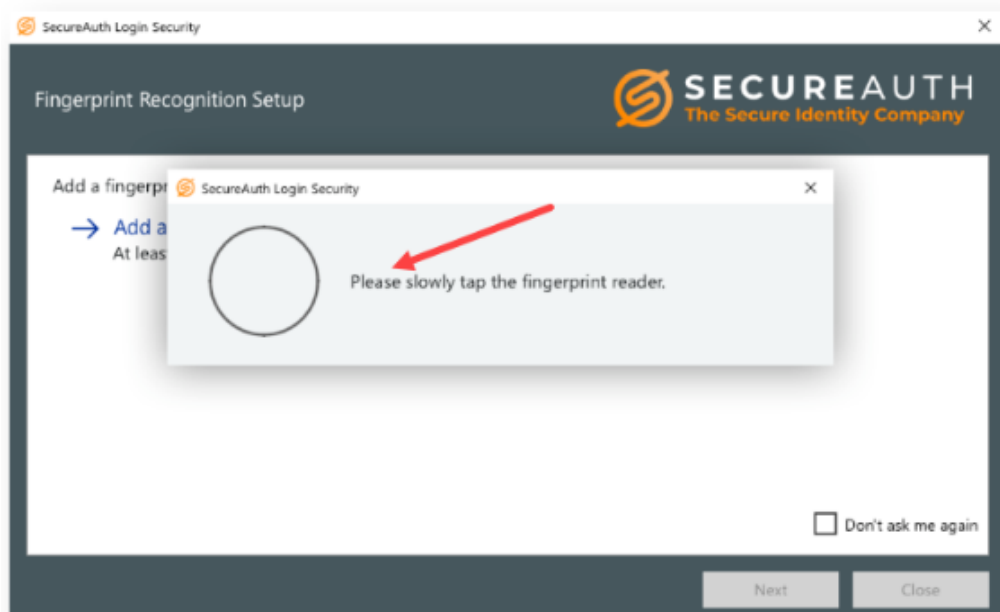 SecureAuth Login Security
Fingerprint Recognition Setup
SECUREAUTH
The Secure Identity Company
Add a fingerpr
SecureAuth Login Security
Add a
At leas
Please slowly tap the fingerprint reader.
Don't ask me again
Next
Close